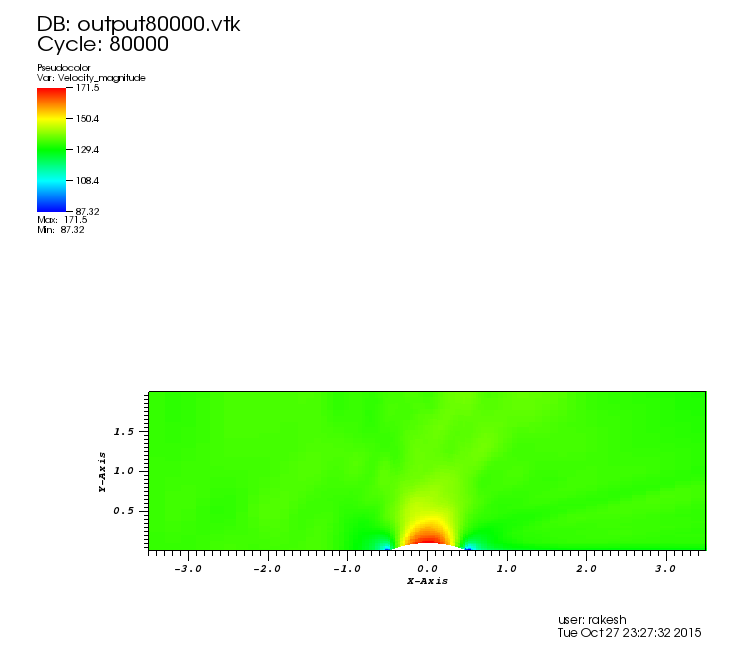 DB: output80000.vtk
Cycle: 80000
Pseudocolor
Var: Velocity_magnitude
171.5
150.4
129.4
108.4
87.32
Max: 171.5
Min: 87.32
1.5
1.0
0.5
Y-Axis
-3.0 -2.0 -1.0 0.0 1.0 2.0 3.0
X-Axis
user: rakesh
Tue Oct 27 23:27:32 2015